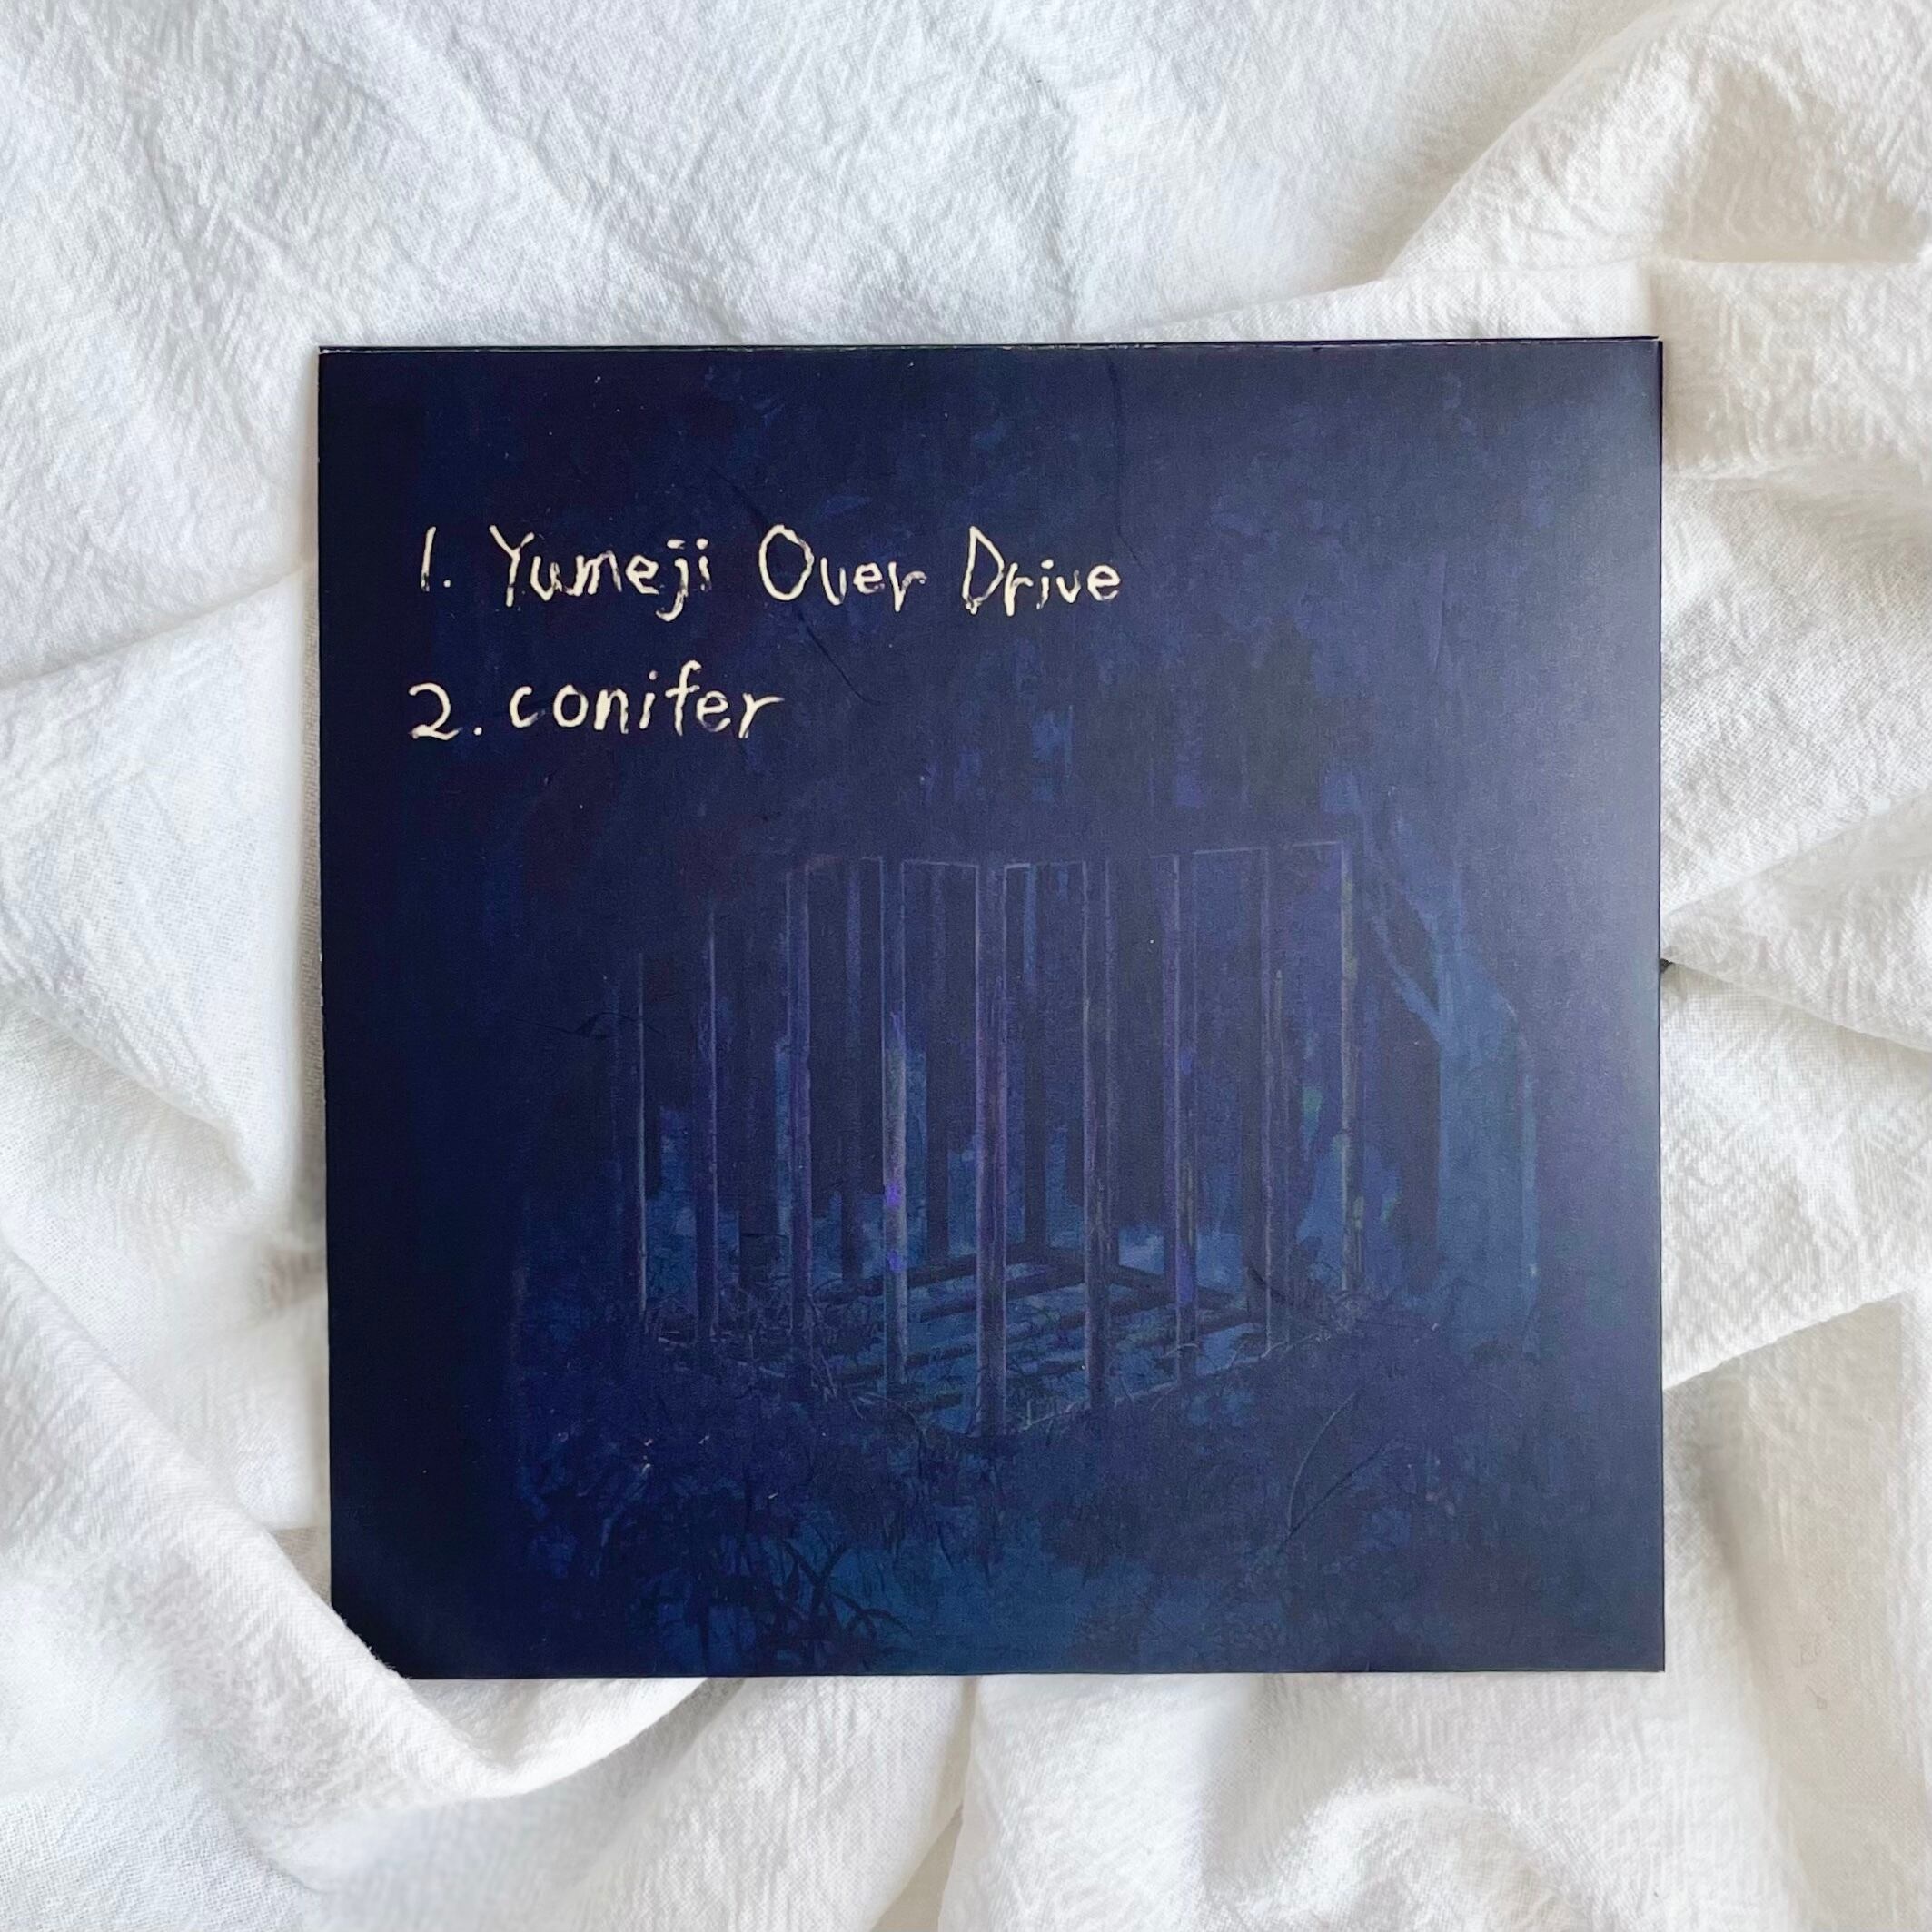 1. Yumeji Over Drive
2. conifer